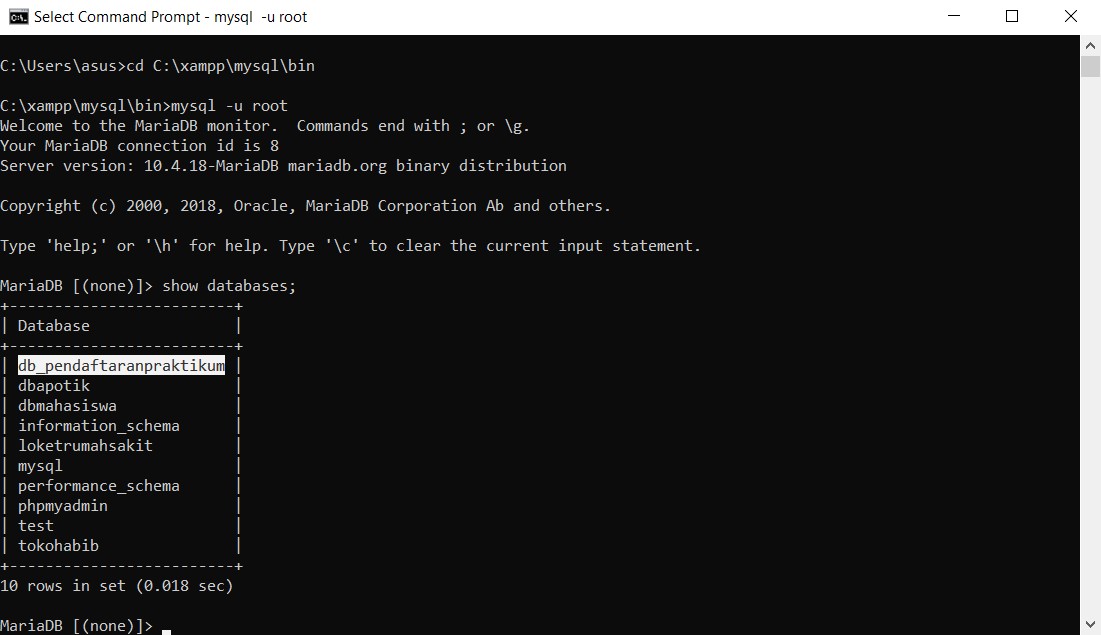 Select Command Prompt - mysql  -u root
C:\Users\asus>cd C:\xampp\mysql\bin
C:\xampp\mysql\bin>mysql -u root
Welcome to the MariaDB monitor.  Commands end with ; or \g.
Your MariaDB connection id is 8
Server version: 10.4.18-MariaDB mariadb.org binary distribution
Copyright (c) 2000, 2018, Oracle, MariaDB Corporation Ab and others.
Type 'help;' or '\h' for help. Type '\c' to clear the current input statement.
MariaDB [(none)]> show databases;
+-------------------------+
| Database                |
+-------------------------+
| db_pendaftaranpraktikum |
| dbapotik                |
| dbmahasiswa             |
| information_schema      |
| loketrumahsakit         |
| mysql                   |
| performance_schema      |
| phpmyadmin              |
| test                    |
| tokohabib               |
+-------------------------+
10 rows in set (0.018 sec)
MariaDB [(none)]>